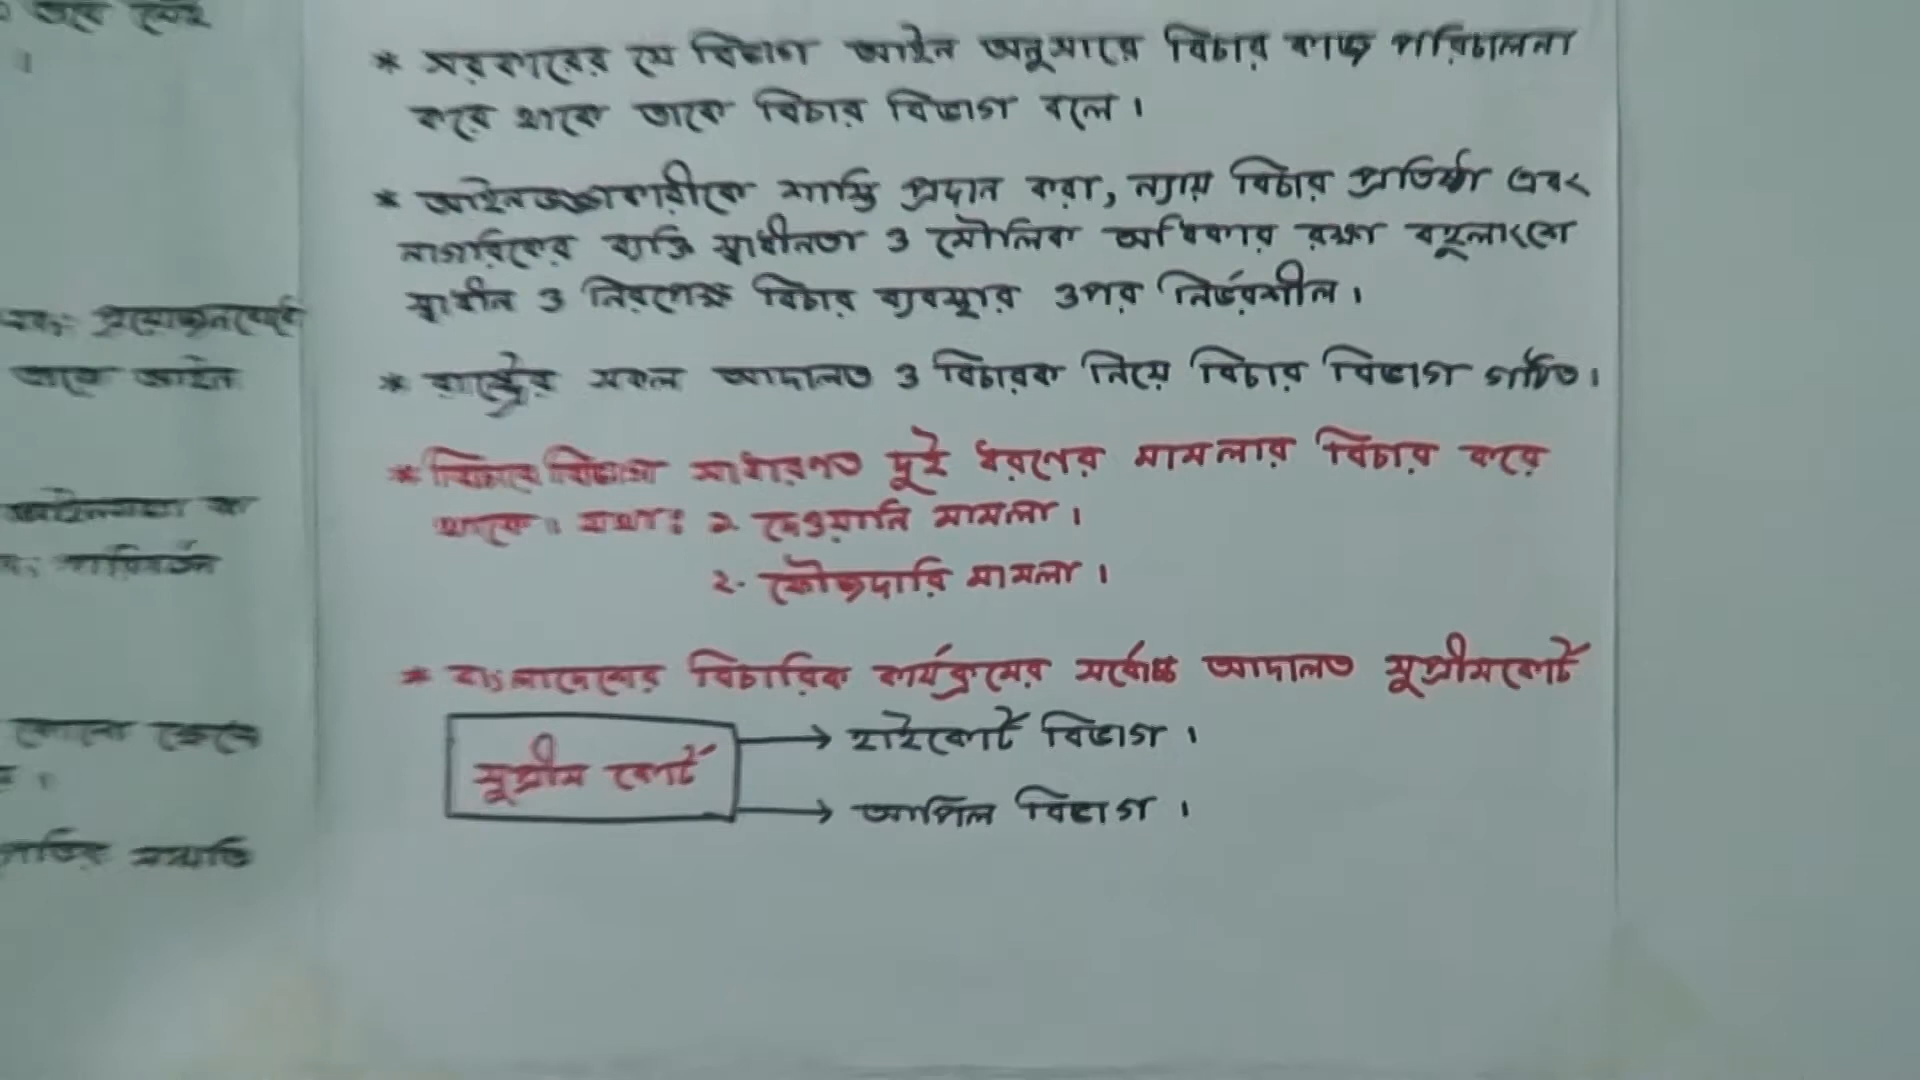 * সরকারের যে বিভাগ আইন অনুসারে বিচার কাজ পরিচালনা
করে থাকে তাকে বিচার বিভাগ বলে।
* আইনভঙ্গকারীকে শাস্তি প্রদান করা, ন্যায় বিচার প্রতিষ্ঠা এবং
নাগরিকের ব্যক্তি স্বাধীনতা ও মৌলিক অধিকার রক্ষা বহুলাংশে
স্বাধীন ও নিরপেক্ষ বিচার ব্যবস্থার ওপর নির্ভরশীল।
* রাষ্ট্রের সকল আদালত ও বিচারক নিয়ে বিচার বিভাগ গঠিত।
* বিচার বিভাগ সাধারণত দুই ধরণের মামলার বিচার করে
থাকে। যথা: ১. দেওয়ানি মামলা।
২. ফৌজদারি মামলা।
* বাংলাদেশের বিচারিক কার্যক্রমের সর্বোচ্চ আদালত সুপ্রীমকোর্ট
সুপ্রীম কোর্ট
→ হাইকোর্ট বিভাগ।
→ আপিল বিভাগ।